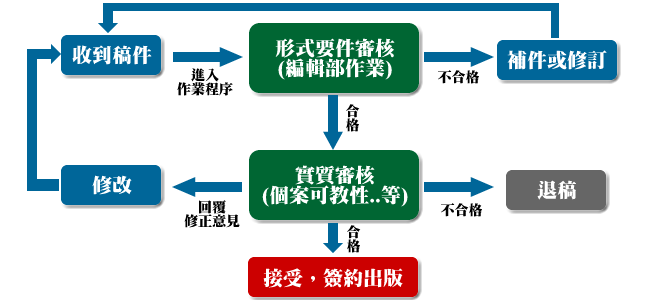 收到稿件
進入
作業程序
形式要件審核
(編輯部作業)
不合格
補件或修訂
合
格
修改
回覆
修正意見
實質審核
(個案可教性..等)
不合格
退稿
合
格
接受，簽約出版